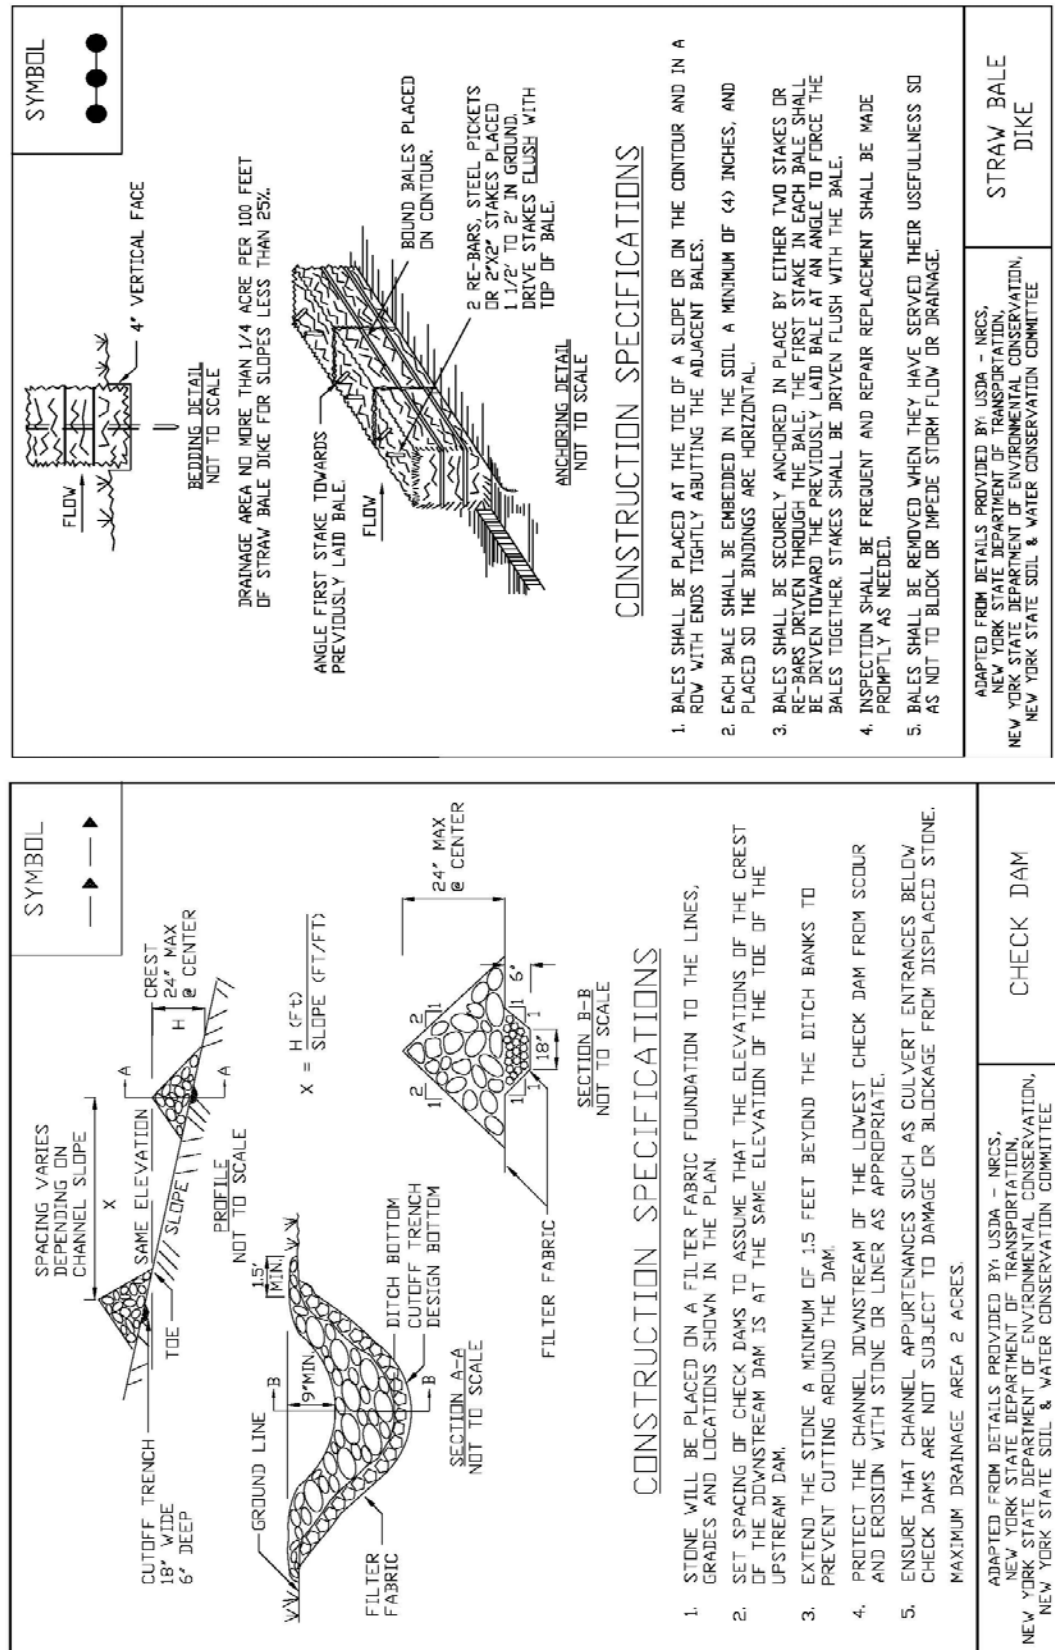 SYMBOL
FLOW
4" VERTICAL FACE
BEDDING DETAIL
NOT TO SCALE
DRAINAGE AREA NO MORE THAN 1/4 ACRE PER 100 FEET
OF STRAW BALE DIKE FOR SLOPES LESS THAN 25%.
ANGLE FIRST STAKE TOWARDS
PREVIOUSLY LAID BALE.
FLOW
BOUND BALES PLACED
ON CONTOUR.
2 RE-BARS, STEEL PICKETS
OR 2"X2" STAKES PLACED
1 1/2' TO 2' IN GROUND.
DRIVE STAKES FLUSH WITH
TOP OF BALE.
ANCHORING DETAIL
NOT TO SCALE
CONSTRUCTION SPECIFICATIONS
1. BALES SHALL BE PLACED AT THE TOE OF A SLOPE OR ON THE CONTOUR AND IN A
ROW WITH ENDS TIGHTLY ABUTTING THE ADJACENT BALES.
2. EACH BALE SHALL BE EMBEDDED IN THE SOIL A MINIMUM OF (4) INCHES, AND
PLACED SO THE BINDINGS ARE HORIZONTAL.
3. BALES SHALL BE SECURELY ANCHORED IN PLACE BY EITHER TWO STAKES OR
RE-BARS DRIVEN THROUGH THE BALE. THE FIRST STAKE IN EACH BALE SHALL
BE DRIVEN TOWARD THE PREVIOUSLY LAID BALE AT AN ANGLE TO FORCE THE
BALES TOGETHER. STAKES SHALL BE DRIVEN FLUSH WITH THE BALE.
4. INSPECTION SHALL BE FREQUENT AND REPAIR REPLACEMENT SHALL BE MADE
PROMPTLY AS NEEDED.
5. BALES SHALL BE REMOVED WHEN THEY HAVE SERVED THEIR USEFULLNESS SO
AS NOT TO BLOCK OR IMPEDE STORM FLOW OR DRAINAGE.
ADAPTED FROM DETAILS PROVIDED BY: USDA - NRCS,
NEW YORK STATE DEPARTMENT OF TRANSPORTATION,
NEW YORK STATE DEPARTMENT OF ENVIRONMENTAL CONSERVATION,
NEW YORK STATE SOIL & WATER CONSERVATION COMMITTEE
STRAW BALE
DIKE
SYMBOL
SPACING VARIES
DEPENDING ON
CHANNEL SLOPE
X
SAME ELEVATION
CREST
24" MAX
@ CENTER
H
A
A
SLOPE
TOE
PROFILE
NOT TO SCALE
CUTOFF TRENCH
18" WIDE
6" DEEP
X = H (Ft)
SLOPE (FT/FT)
GROUND LINE
B
9"MIN.
1.5'
MIN.
DITCH BOTTOM
CUTOFF TRENCH
DESIGN BOTTOM
B
FILTER
FABRIC
SECTION A-A
NOT TO SCALE
24" MAX
@ CENTER
2
1
2
1
6"
1
1
1
1
18"
FILTER FABRIC
SECTION B-B
NOT TO SCALE
CONSTRUCTION SPECIFICATIONS
1. STONE WILL BE PLACED ON A FILTER FABRIC FOUNDATION TO THE LINES,
GRADES AND LOCATIONS SHOWN IN THE PLAN.
2. SET SPACING OF CHECK DAMS TO ASSUME THAT THE ELEVATIONS OF THE CREST
OF THE DOWNSTREAM DAM IS AT THE SAME ELEVATION OF THE TOE OF THE
UPSTREAM DAM.
3. EXTEND THE STONE A MINIMUM OF 1.5 FEET BEYOND THE DITCH BANKS TO
PREVENT CUTTING AROUND THE DAM.
4. PROTECT THE CHANNEL DOWNSTREAM OF THE LOWEST CHECK DAM FROM SCOUR
AND EROSION WITH STONE OR LINER AS APPROPRIATE.
5. ENSURE THAT CHANNEL APPURTENANCES SUCH AS CULVERT ENTRANCES BELOW
CHECK DAMS ARE NOT SUBJECT TO DAMAGE OR BLOCKAGE FROM DISPLACED STONE.
MAXIMUM DRAINAGE AREA 2 ACRES.
ADAPTED FROM DETAILS PROVIDED BY: USDA - NRCS,
NEW YORK STATE DEPARTMENT OF TRANSPORTATION,
NEW YORK STATE DEPARTMENT OF ENVIRONMENTAL CONSERVATION,
NEW YORK STATE SOIL & WATER CONSERVATION COMMITTEE
CHECK DAM